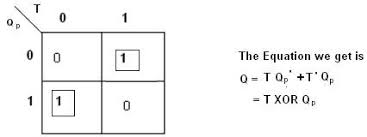 T
Qp 0 1
0 0 1
1 1 0
The Equation we get is
Q = T Qp' + T' Qp
= T XOR Qp